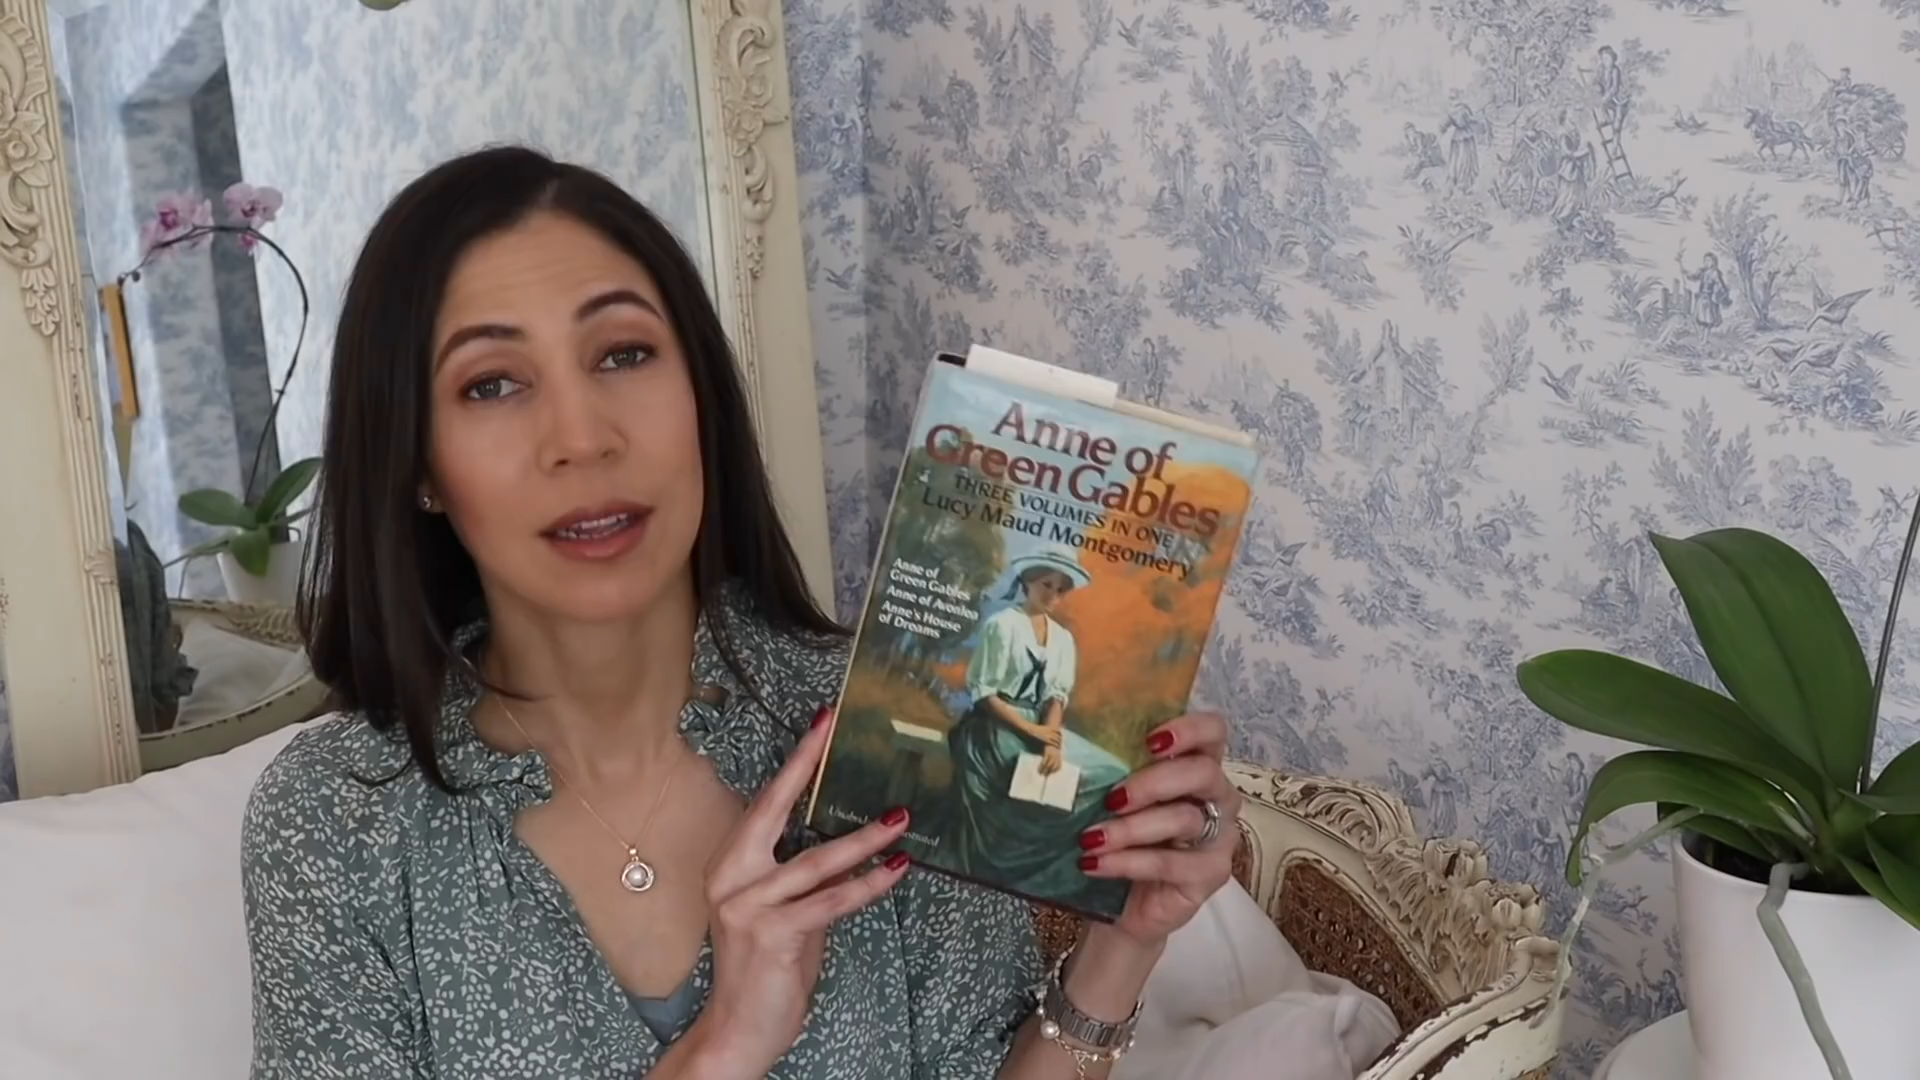 Anne of
Green Gables
THREE VOLUMES IN ONE
Lucy Maud Montgomery
Anne of
Green Gables
Anne of Avonlea
Anne's House
of Dreams